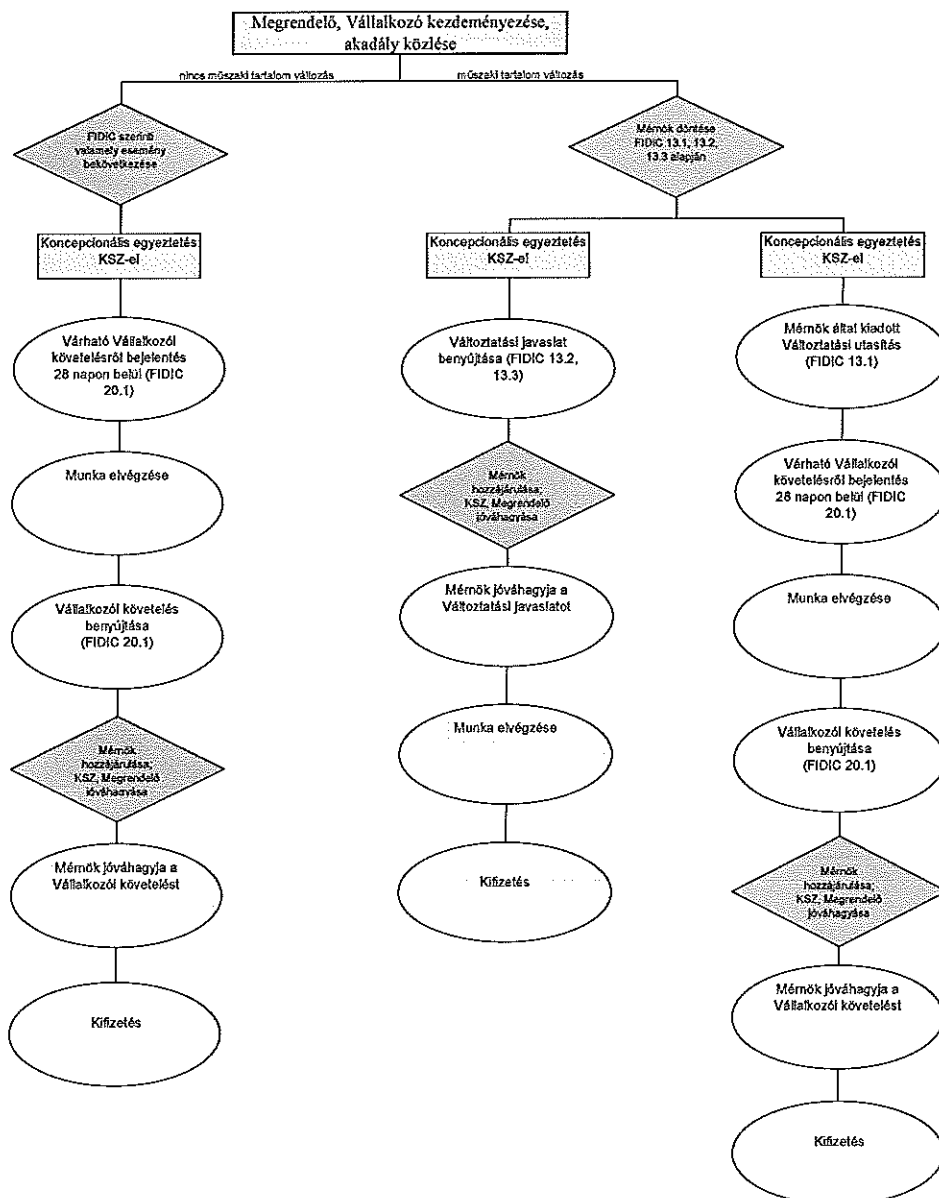 Megrendelő, Vállalkozó kezdeményezése,
akadály közlése
nincs műszaki tartalom változás
műszaki tartalom változás
FIDIC szerinti
valamely esemény
bekövetkezése
Koncepcionális egyeztetés
KSZ-el
Várható Vállalkozói
követelésről bejelentés
28 napon belül (FIDIC
20.1)
Munka elvégzése
Vállalkozói követelés
benyújtása
(FIDIC 20.1)
Mérnök
hozzájárulása;
KSZ, Megrendelő
jóváhagyása
Mérnök jóváhagyja a
Vállalkozói követelést
Kifizetés
Mérnök döntése
FIDIC 13.1, 13.2,
13.3 alapján
Koncepcionális egyeztetés
KSZ-el
Változtatási javaslat
benyújtása (FIDIC 13.2,
13.3)
Mérnök
hozzájárulása;
KSZ, Megrendelő
jóváhagyása
Mérnök jóváhagyja a
Változtatási javaslatot
Munka elvégzése
Kifizetés
Koncepcionális egyeztetés
KSZ-el
Mérnök által kiadott
Változtatási utasítás
(FIDIC 13.1)
Várható Vállalkozói
követelésről bejelentés
28 napon belül (FIDIC
20.1)
Munka elvégzése
Vállalkozói követelés
benyújtása
(FIDIC 20.1)
Mérnök
hozzájárulása;
KSZ, Megrendelő
jóváhagyása
Mérnök jóváhagyja a
Vállalkozói követelést
Kifizetés